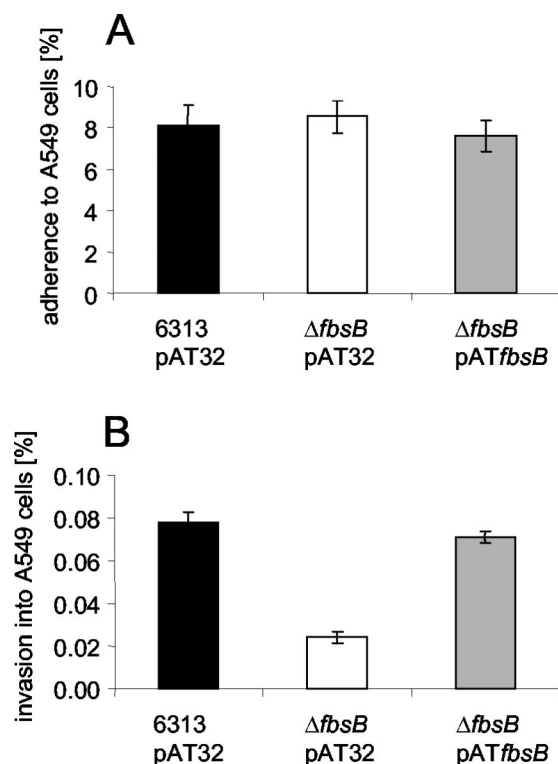 A
adherence to A549 cells [%]
10
8
6
4
2
0
6313 ΔfbsB ΔfbsB
pAT32 pAT32 pATfbsB
B
invasion into A549 cells [%]
0.10
0.08
0.06
0.04
0.02
0.00
6313 ΔfbsB ΔfbsB
pAT32 pAT32 pATfbsB